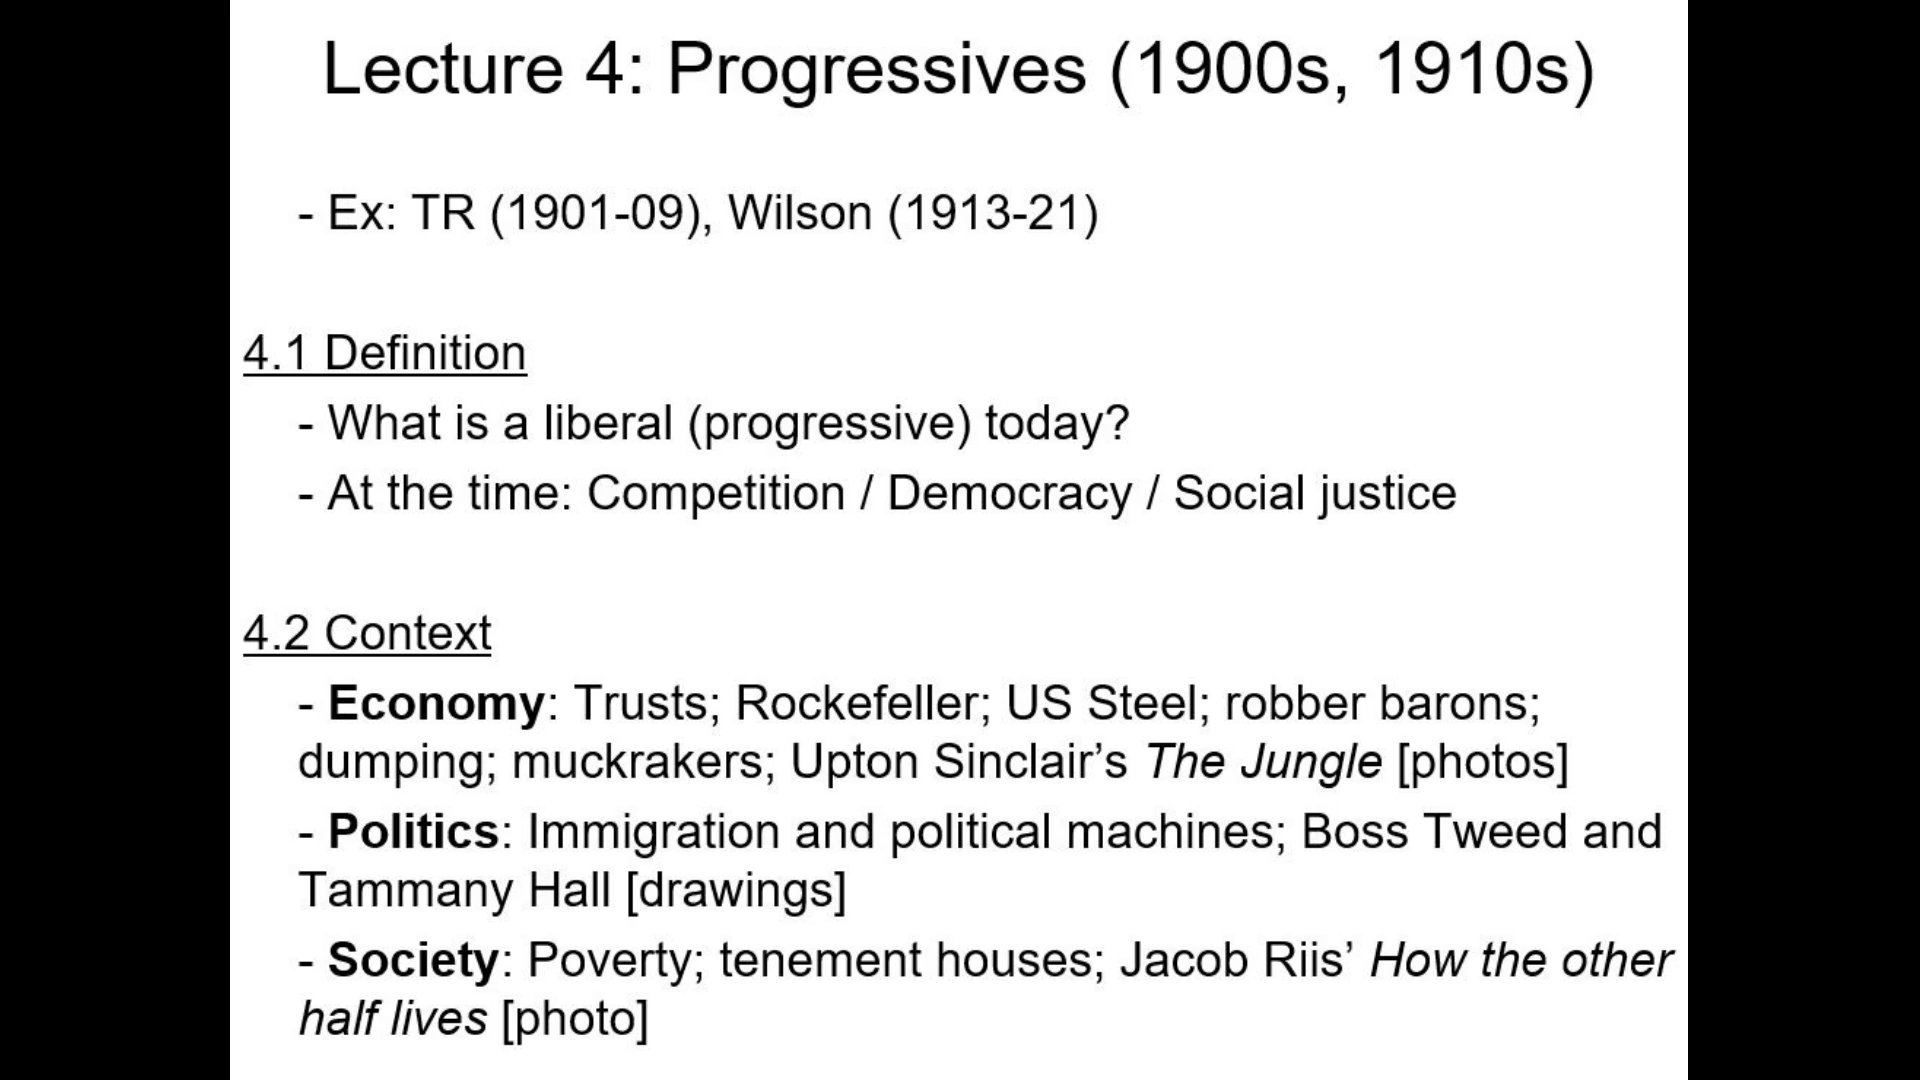 Lecture 4: Progressives (1900s, 1910s)
- Ex: TR (1901-09), Wilson (1913-21)
4.1 Definition
- What is a liberal (progressive) today?
- At the time: Competition / Democracy / Social justice
4.2 Context
- Economy: Trusts; Rockefeller; US Steel; robber barons;
dumping; muckrakers; Upton Sinclair’s The Jungle [photos]
- Politics: Immigration and political machines; Boss Tweed and
Tammany Hall [drawings]
- Society: Poverty; tenement houses; Jacob Riis’ How the other
half lives [photo]